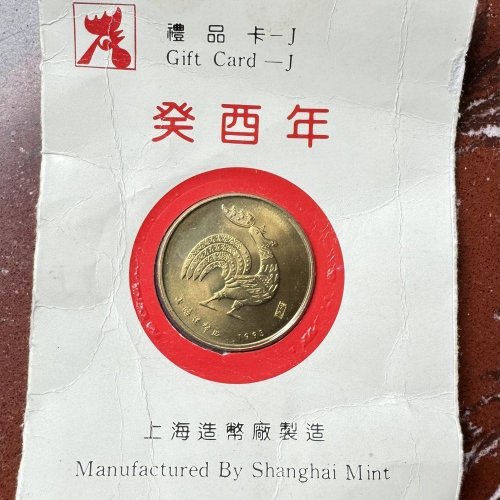 禮品卡—J
Gift Card —J
癸酉年
1993
上海造幣廠製造
Manufactured By Shanghai Mint